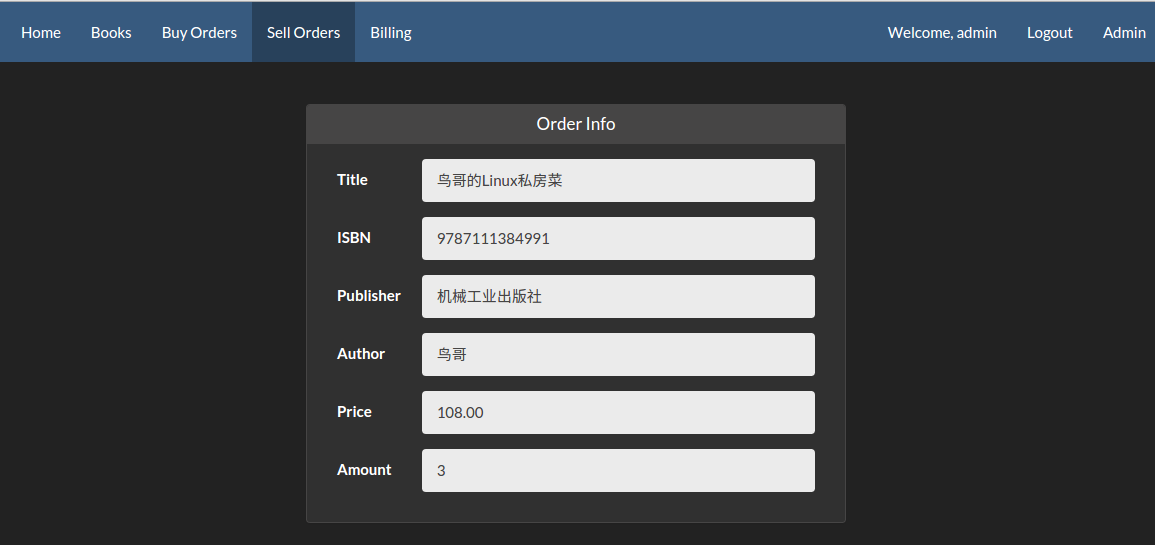 Home Books Buy Orders Sell Orders Billing Welcome, admin Logout Admin
Order Info
Title 鸟哥的Linux私房菜
ISBN 9787111384991
Publisher 机械工业出版社
Author 鸟哥
Price 108.00
Amount 3